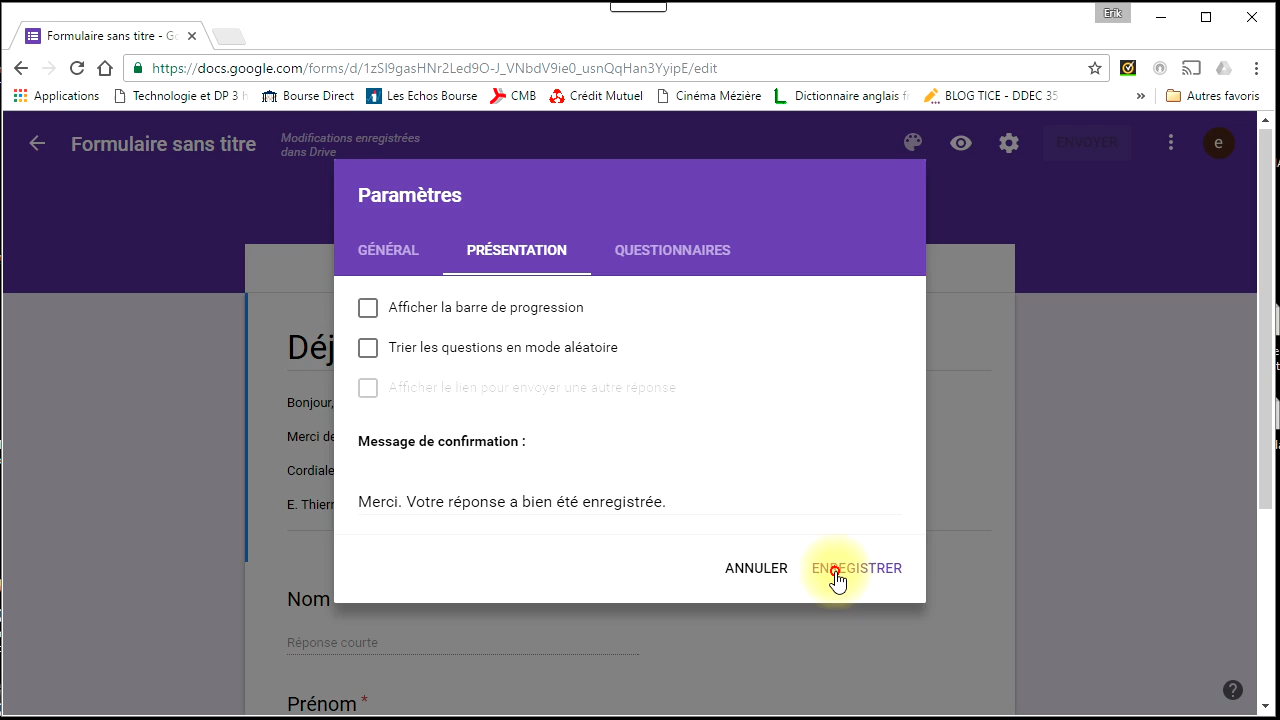 Erik
Formulaire sans titre - Go
https://docs.google.com/forms/d/1zSI9gasHNr2Led9O-J_VNbdV9ie0_usnQqHan3YyipE/edit
Applications Technologie et DP 3 h Bourse Direct Les Echos Bourse CMB Crédit Mutuel Cinéma Mézière Dictionnaire anglais fr BLOG TICE - DDEC 35 » Autres favoris
Formulaire sans titre
Modifications enregistrées
dans Drive
ENVOYER
e
Paramètres
GÉNÉRAL PRÉSENTATION QUESTIONNAIRES
Afficher la barre de progression
Trier les questions en mode aléatoire
Afficher le lien pour envoyer une autre réponse
Message de confirmation :
Merci. Votre réponse a bien été enregistrée.
ANNULER ENREGISTRER
Déj
Bonjour,
Merci de
Cordiale
E. Thierr
Nom
Réponse courte
Prénom *